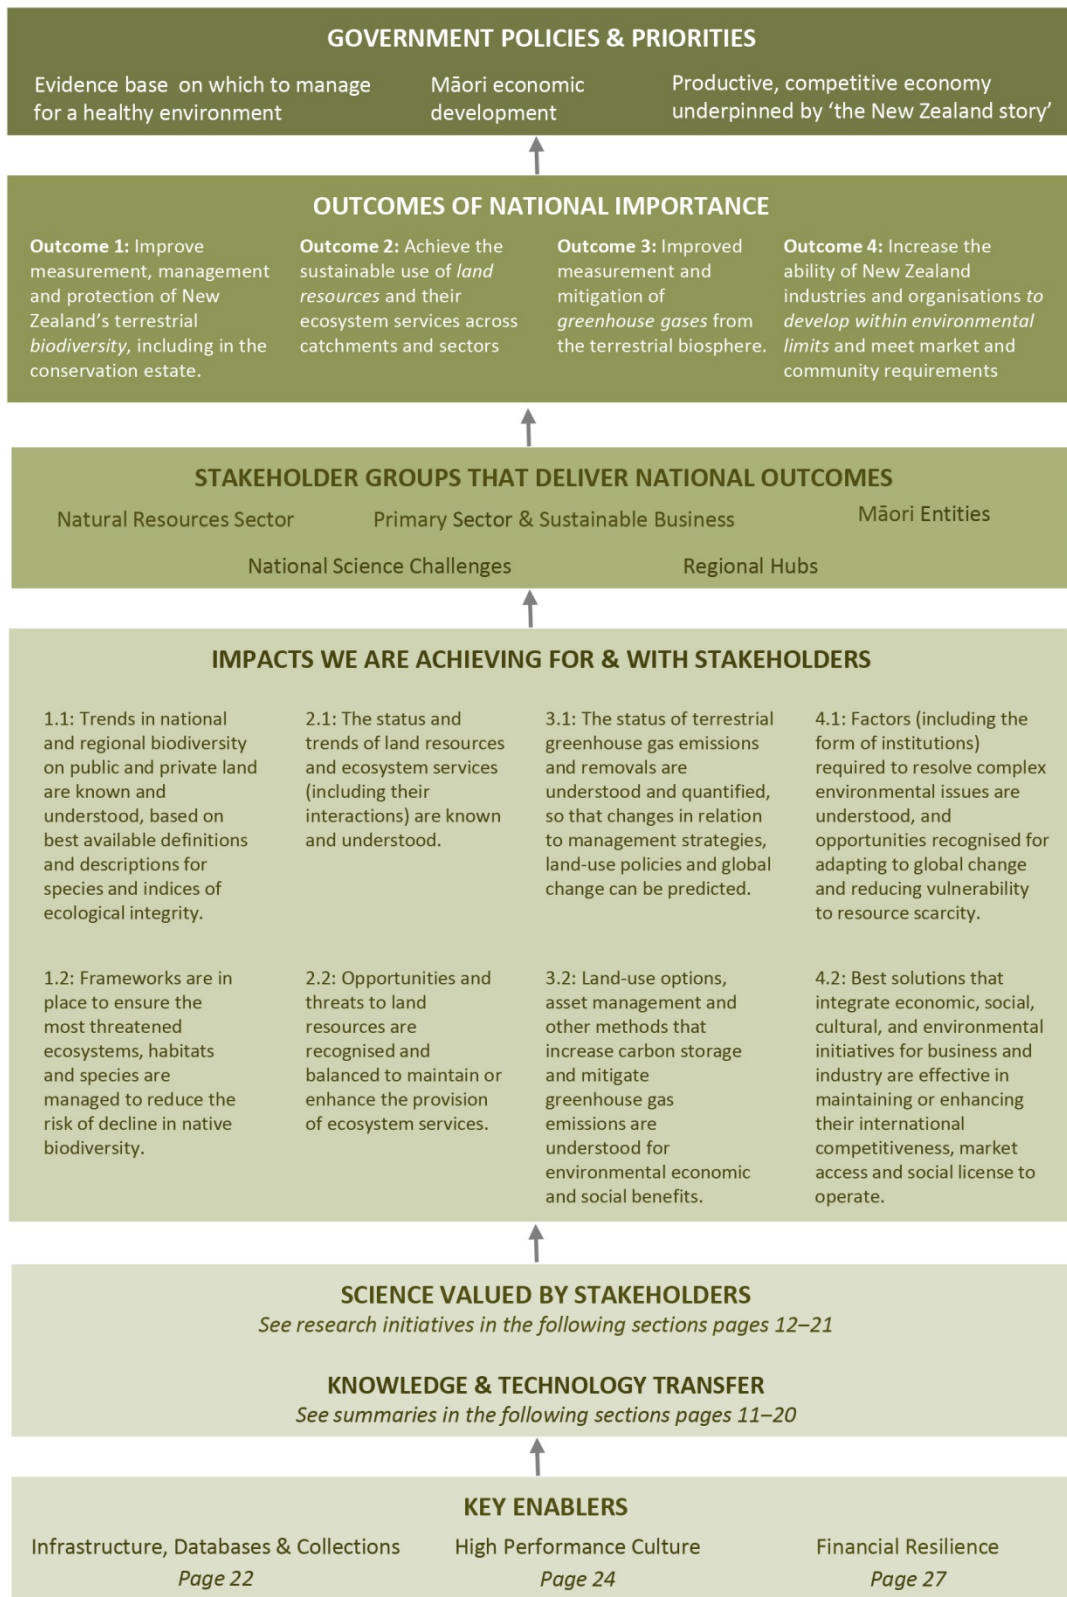 GOVERNMENT POLICIES & PRIORITIES
Evidence base on which to manage
for a healthy environment
Māori economic
development
Productive, competitive economy
underpinned by ‘the New Zealand story’
OUTCOMES OF NATIONAL IMPORTANCE
Outcome 1: Improve
measurement, management
and protection of New
Zealand’s terrestrial
biodiversity, including in the
conservation estate.
Outcome 2: Achieve the
sustainable use of land
resources and their
ecosystem services across
catchments and sectors
Outcome 3: Improved
measurement and
mitigation of
greenhouse gases from
the terrestrial biosphere.
Outcome 4: Increase the
ability of New Zealand
industries and organisations to
develop within environmental
limits and meet market and
community requirements
STAKEHOLDER GROUPS THAT DELIVER NATIONAL OUTCOMES
Natural Resources Sector
Primary Sector & Sustainable Business
Māori Entities
National Science Challenges
Regional Hubs
IMPACTS WE ARE ACHIEVING FOR & WITH STAKEHOLDERS
1.1: Trends in national
and regional biodiversity
on public and private land
are known and
understood, based on
best available definitions
and descriptions for
species and indices of
ecological integrity.
2.1: The status and
trends of land resources
and ecosystem services
(including their
interactions) are known
and understood.
3.1: The status of terrestrial
greenhouse gas emissions
and removals are
understood and quantified,
so that changes in relation
to management strategies,
land-use policies and global
change can be predicted.
4.1: Factors (including the
form of institutions)
required to resolve complex
environmental issues are
understood, and
opportunities recognised for
adapting to global change
and reducing vulnerability
to resource scarcity.
1.2: Frameworks are in
place to ensure the
most threatened
ecosystems, habitats
and species are
managed to reduce the
risk of decline in native
biodiversity.
2.2: Opportunities and
threats to land
resources are
recognised and
balanced to maintain or
enhance the provision
of ecosystem services.
3.2: Land-use options,
asset management and
other methods that
increase carbon storage
and mitigate
greenhouse gas
emissions are
understood for
environmental economic
and social benefits.
4.2: Best solutions that
integrate economic, social,
cultural, and environmental
initiatives for business and
industry are effective in
maintaining or enhancing
their international
competitiveness, market
access and social license to
operate.
SCIENCE VALUED BY STAKEHOLDERS
See research initiatives in the following sections pages 12–21
KNOWLEDGE & TECHNOLOGY TRANSFER
See summaries in the following sections pages 11–20
KEY ENABLERS
Infrastructure, Databases & Collections
Page 22
High Performance Culture
Page 24
Financial Resilience
Page 27